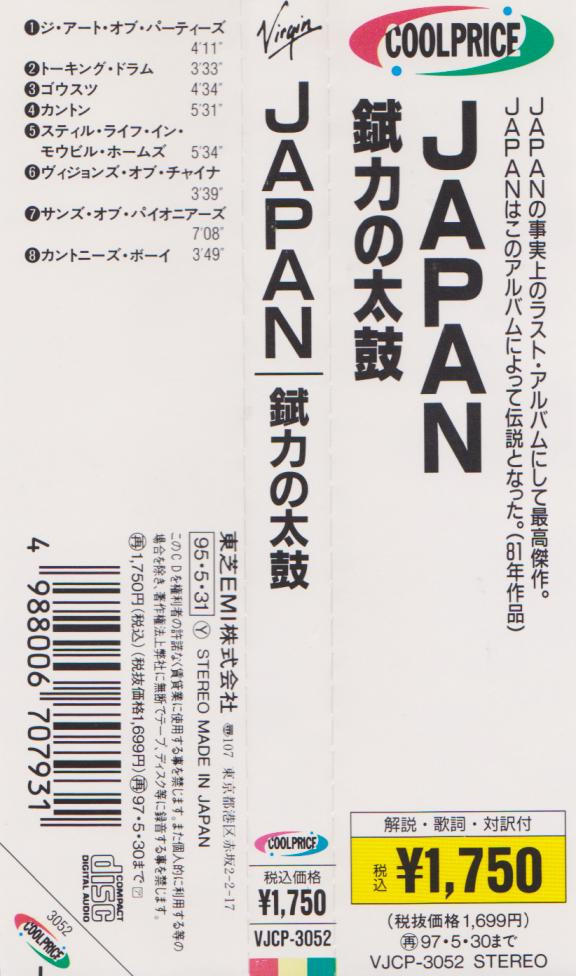 ❶ジ・アート・オブ・パーティーズ
4'11"
❷トーキング・ドラム 3'33"
❸ゴウスツ 4'34"
❹カントン 5'31"
❺スティル・ライフ・イン・
モウビル・ホームズ 5'34"
❻ヴィジョンズ・オブ・チャイナ
3'39"
❼サンズ・オブ・パイオニアーズ
7'08"
❽カントニーズ・ボーイ 3'49"
東芝EMI株式会社 〠107 東京都港区赤坂2-2-17
95・5・31 Ⓨ STEREO MADE IN JAPAN
このCDを権利者の許諾なく賃貸業に使用する事を禁じます。また個人的に利用する等の
場合を除き、著作権法上弊社に無断でテープ、ディスク等に録音する事を禁じます。
㊢1,750円(税込)(税抜価格1,699円)㊢97・5・30まで
4 988006 707931
COMPACT
disc
DIGITAL AUDIO
3052
COOLPRICE
Virgin
JAPAN
錻力の太鼓
COOLPRICE
税込価格
¥1,750
VJCP-3052
COOLPRICE
JAPANの事実上のラスト・アルバムにして最高傑作。
JAPANはこのアルバムによって伝説となった。(81年作品)
JAPAN
錻力の太鼓
解説・歌詞・対訳付
税込 ¥1,750
(税抜価格1,699円)
再97・5・30まで
VJCP-3052 STEREO